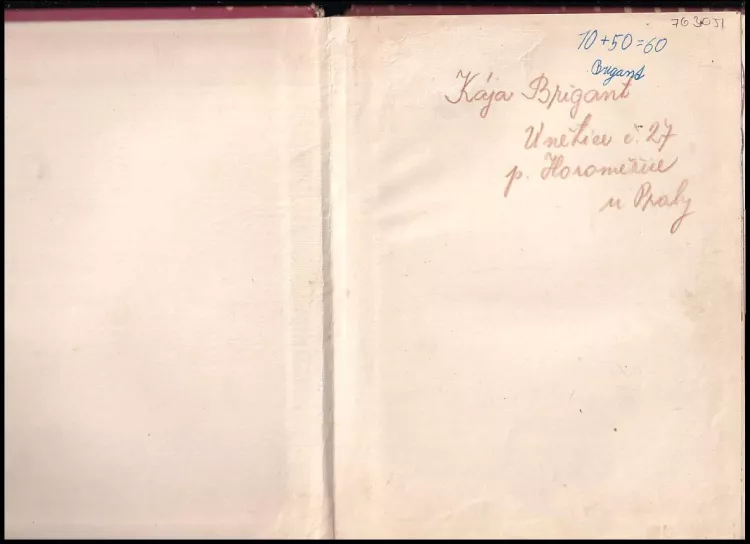 763051
10+50=60
Brigant
Kája Brigant
Únětice č. 27
p. Horoměřice
u Prahy